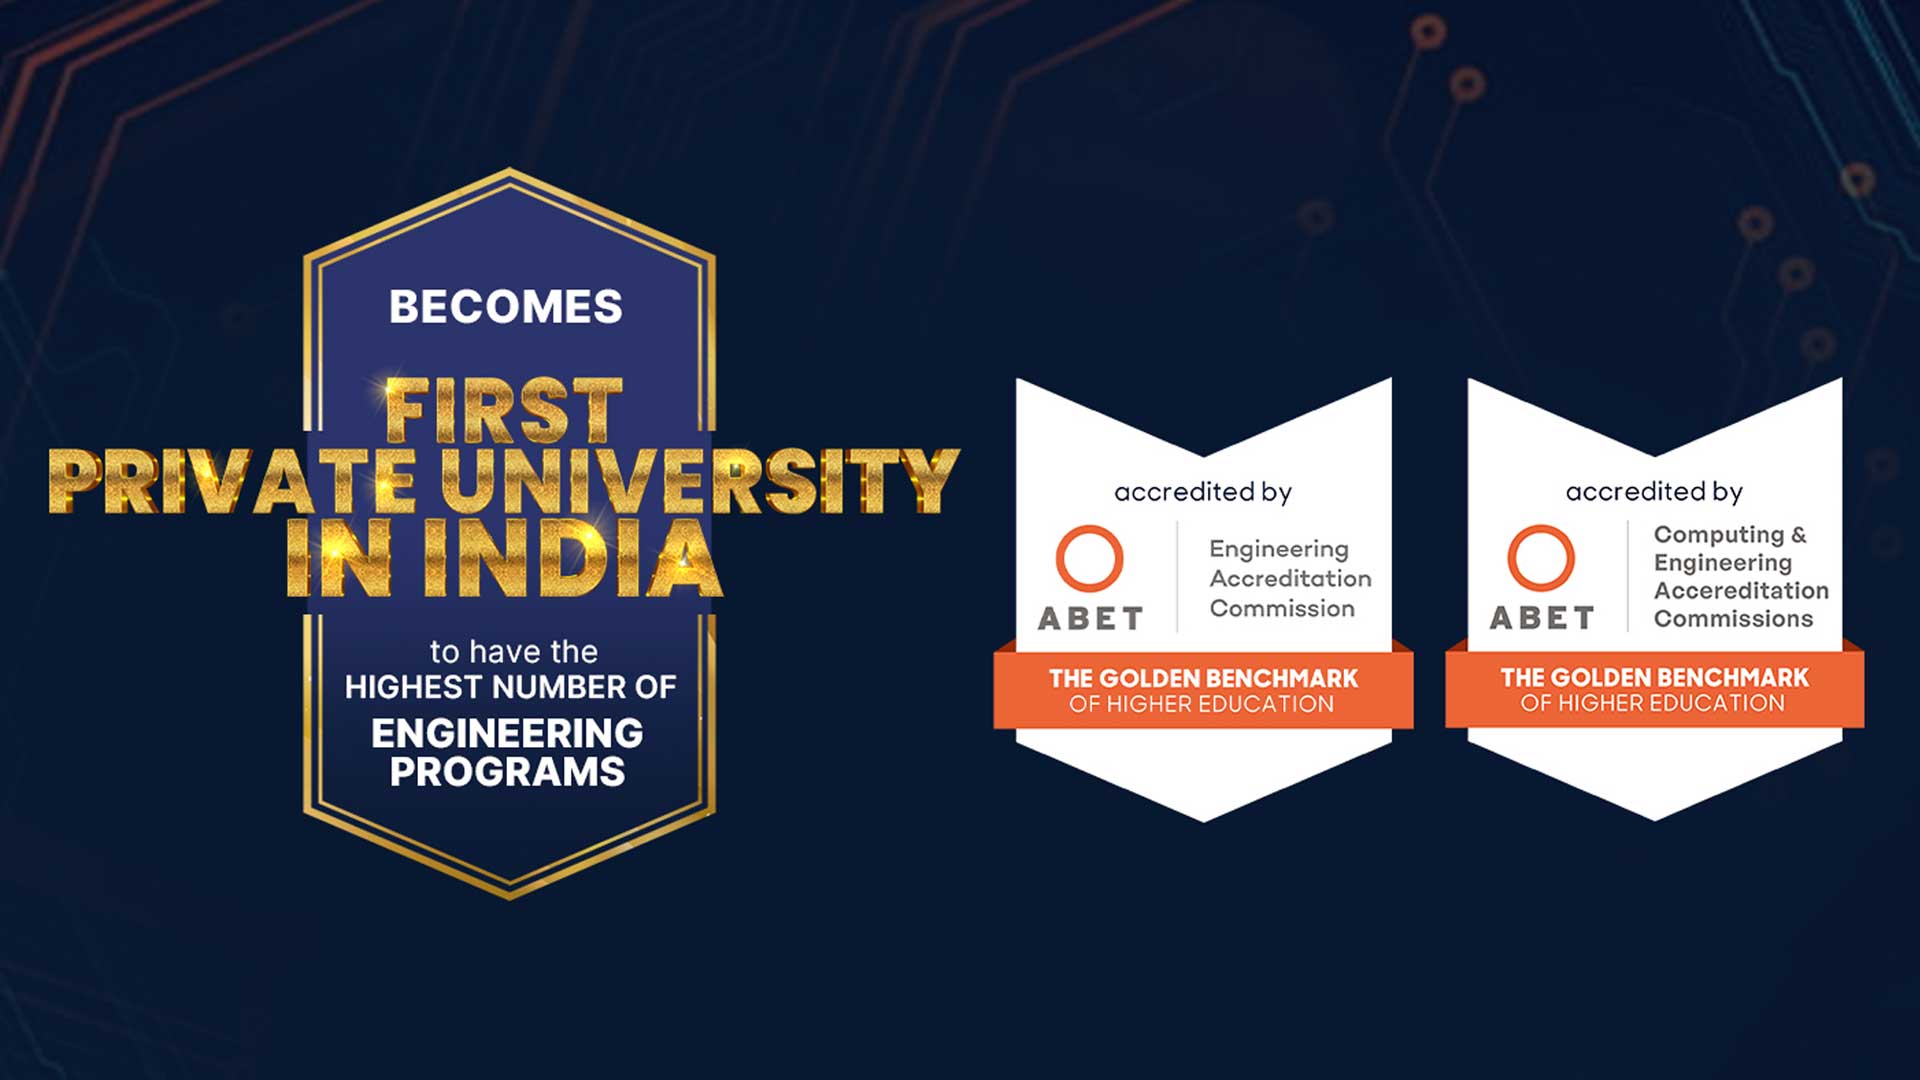 BECOMES
FIRST
PRIVATE UNIVERSITY
IN INDIA
to have the
HIGHEST NUMBER OF
ENGINEERING
PROGRAMS
accredited by
ABET
Engineering
Accreditation
Commission
THE GOLDEN BENCHMARK
OF HIGHER EDUCATION
accredited by
ABET
Computing &
Engineering
Accereditation
Commissions
THE GOLDEN BENCHMARK
OF HIGHER EDUCATION